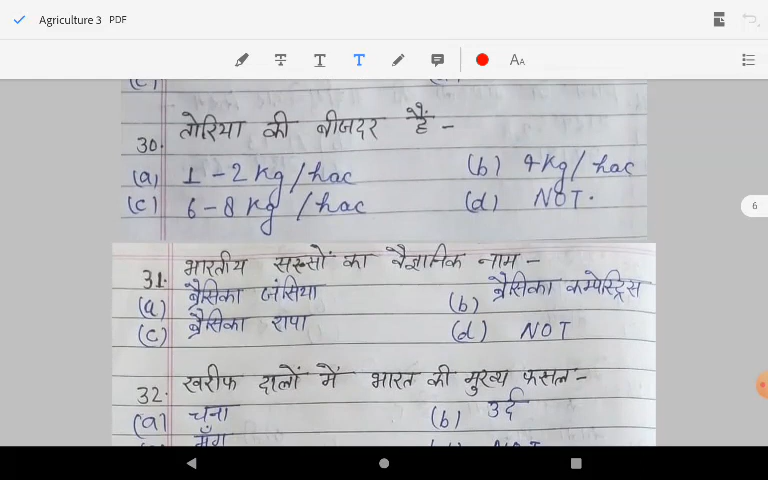 Agriculture 3 PDF
30. तोरिया की बीजदर हैं -
(a) 1 - 2 Kg / hac (b) 4 Kg / hac
(c) 6 - 8 Kg / hac (d) NOT.
6
31. भारतीय सरसों का वैज्ञानिक नाम -
(a) ब्रैसिका जंसिया (b) ब्रैसिका कम्पेस्ट्रिस
(c) ब्रैसिका रापा (d) NOT
32. खरीफ दालों में भारत की मुख्य फसल -
(a) चना (b) उर्द
मूँग